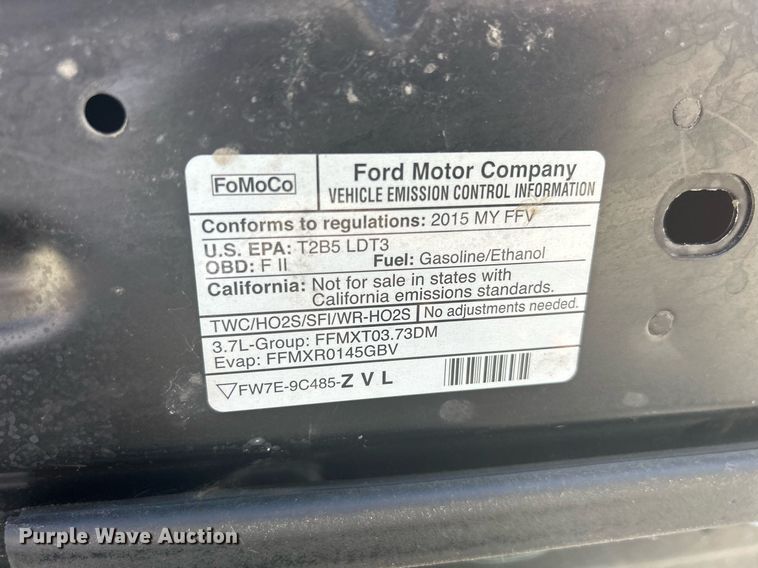 FoMoCo
Ford Motor Company
VEHICLE EMISSION CONTROL INFORMATION
Conforms to regulations: 2015 MY FFV
U.S. EPA: T2B5 LDT3
OBD: F II
Fuel: Gasoline/Ethanol
California: Not for sale in states with
California emissions standards.
TWC/HO2S/SFI/WR-HO2S
No adjustments needed.
3.7L-Group: FFMXT03.73DM
Evap: FFMXR0145GBV
FW7E-9C485-Z V L
Purple Wave Auction